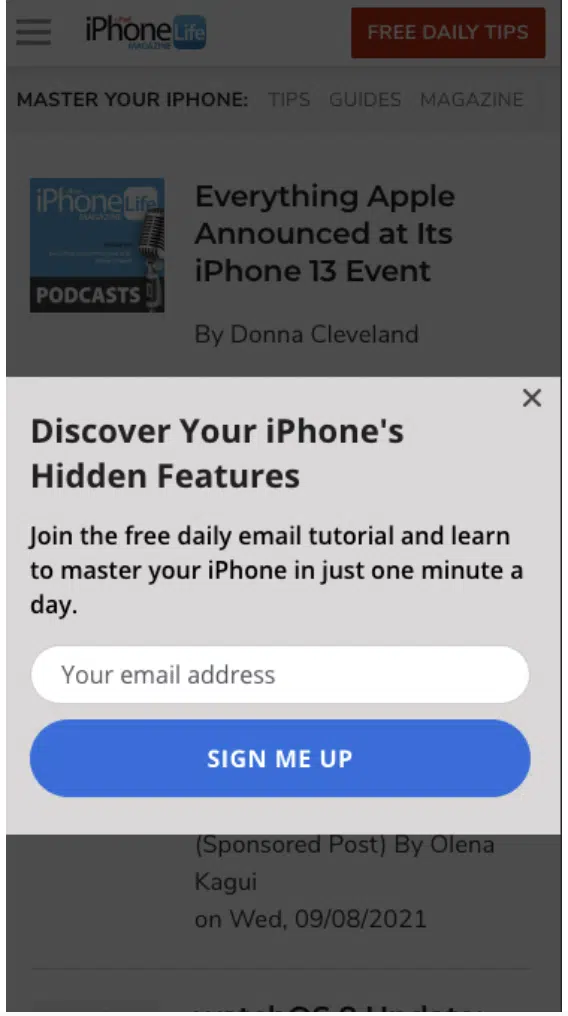 iPhone Life
MAGAZINE
FREE DAILY TIPS
MASTER YOUR IPHONE: TIPS GUIDES MAGAZINE
iPhone Life
MAGAZINE
PODCASTS
Everything Apple
Announced at Its
iPhone 13 Event
By Donna Cleveland
Discover Your iPhone's
Hidden Features
Join the free daily email tutorial and learn
to master your iPhone in just one minute a
day.
Your email address
SIGN ME UP
(Sponsored Post) By Olena
Kagui
on Wed, 09/08/2021
watchOS 8 Update: